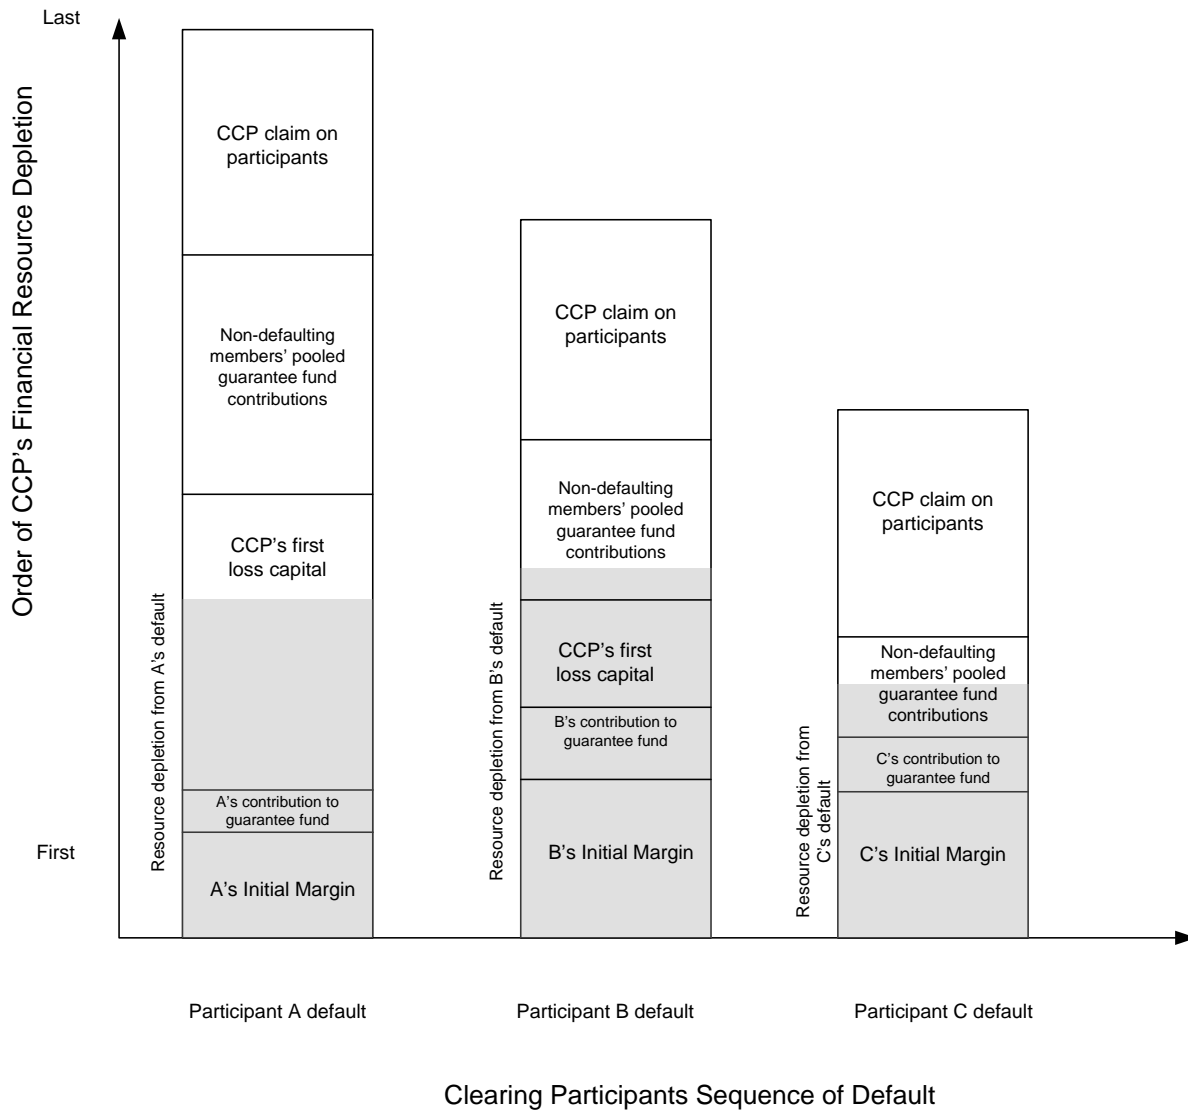 Last
Order of CCP's Financial Resource Depletion
First
CCP claim on
participants
Non-defaulting
members' pooled
guarantee fund
contributions
CCP's first
loss capital
Resource depletion from A's default
A's contribution to
guarantee fund
A's Initial Margin
CCP claim on
participants
Non-defaulting
members' pooled
guarantee fund
contributions
CCP's first
loss capital
Resource depletion from B's default
B's contribution to
guarantee fund
B's Initial Margin
CCP claim on
participants
Non-defaulting
members' pooled
guarantee fund
contributions
Resource depletion from
C's default
C's contribution to
guarantee fund
C's Initial Margin
Participant A default
Participant B default
Participant C default
Clearing Participants Sequence of Default